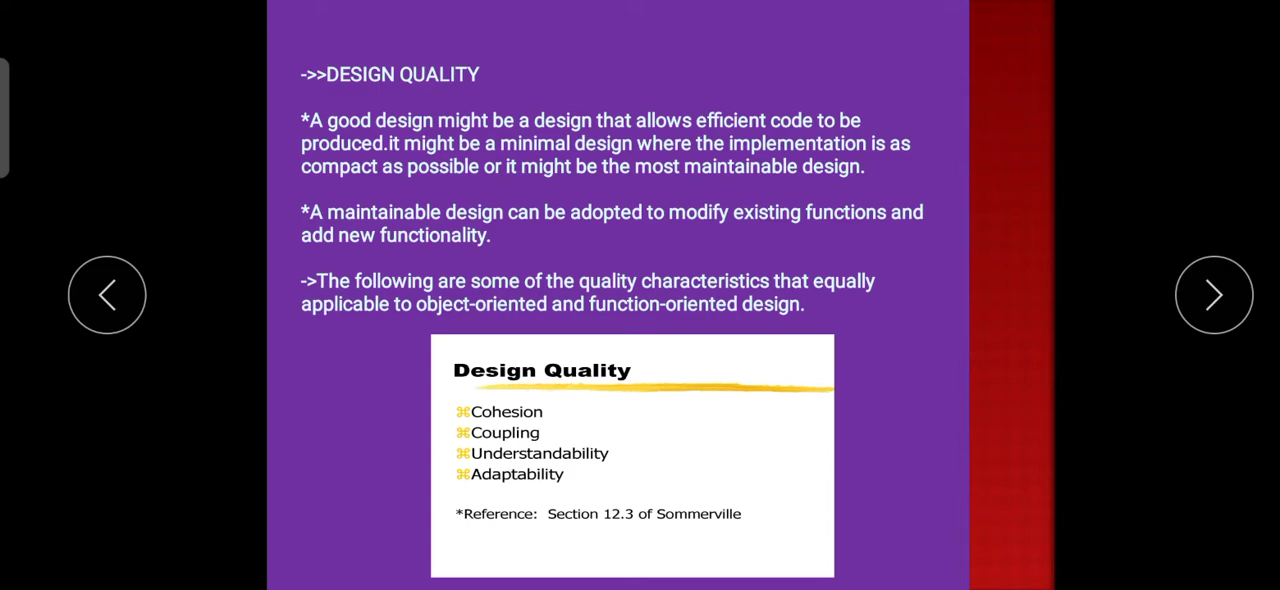 ->>DESIGN QUALITY
*A good design might be a design that allows efficient code to be
produced.it might be a minimal design where the implementation is as
compact as possible or it might be the most maintainable design.
*A maintainable design can be adopted to modify existing functions and
add new functionality.
->The following are some of the quality characteristics that equally
applicable to object-oriented and function-oriented design.
Design Quality
⌘Cohesion
⌘Coupling
⌘Understandability
⌘Adaptability
*Reference: Section 12.3 of Sommerville